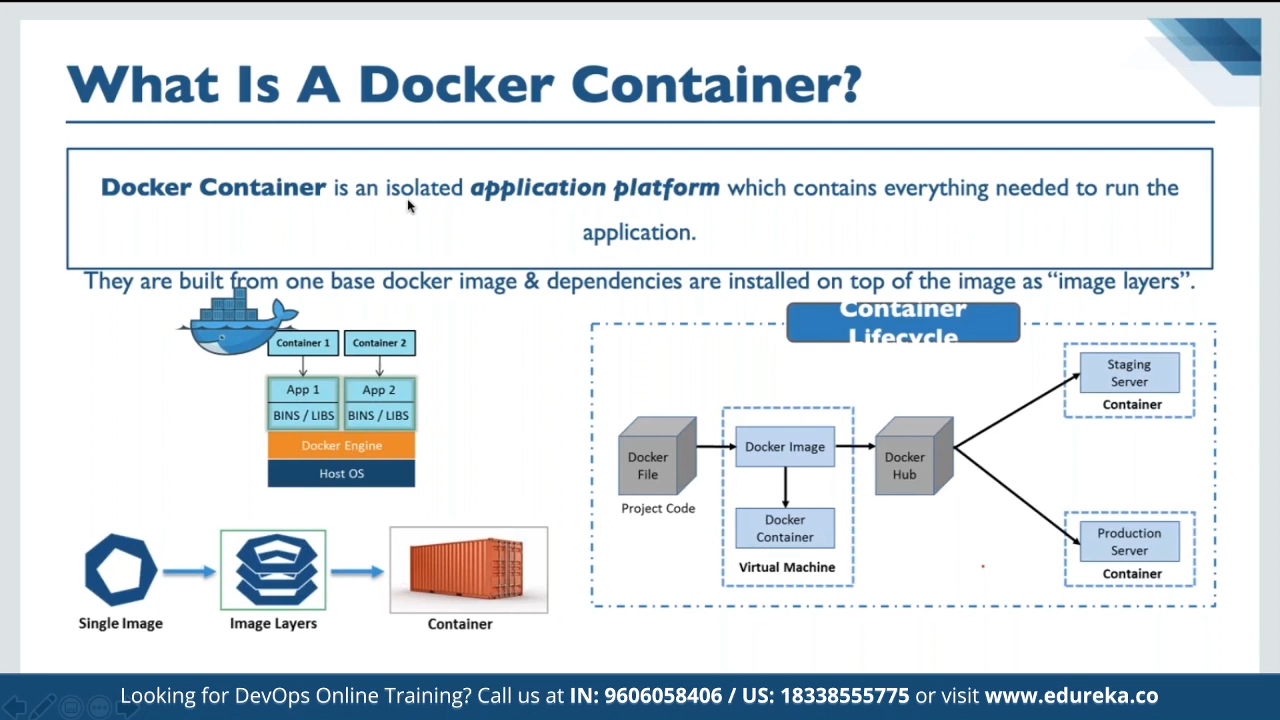 What Is A Docker Container?
Docker Container is an isolated application platform which contains everything needed to run the
application.
They are built from one base docker image & dependencies are installed on top of the image as “image layers”.
Container 1
Container 2
App 1
App 2
BINS / LIBS
BINS / LIBS
Docker Engine
Host OS
Single Image
Image Layers
Container
Container
Lifecycle
Docker
File
Project Code
Docker Image
Docker
Container
Virtual Machine
Docker
Hub
Staging
Server
Container
Production
Server
Container
Looking for DevOps Online Training? Call us at IN: 9606058406 / US: 18338555775 or visit www.edureka.co